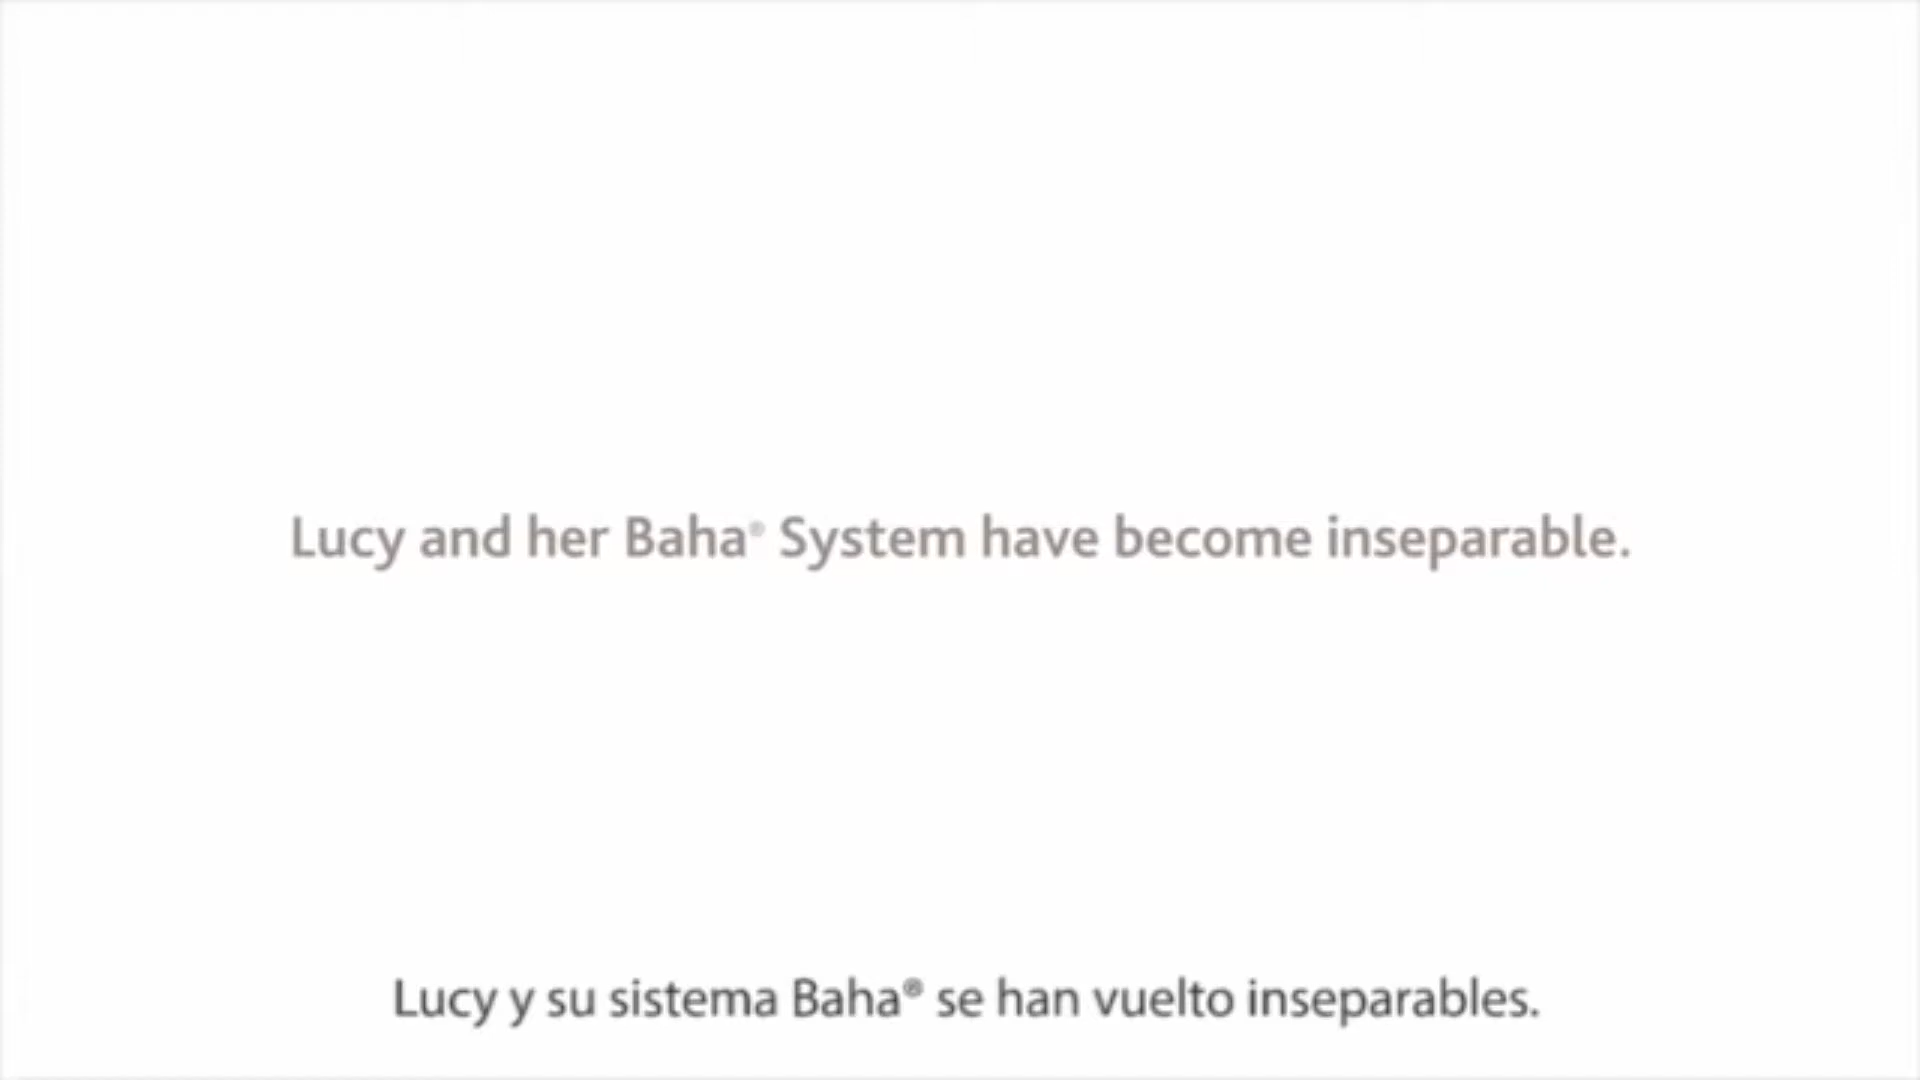 Lucy and her Baha® System have become inseparable.
Lucy y su sistema Baha® se han vuelto inseparables.